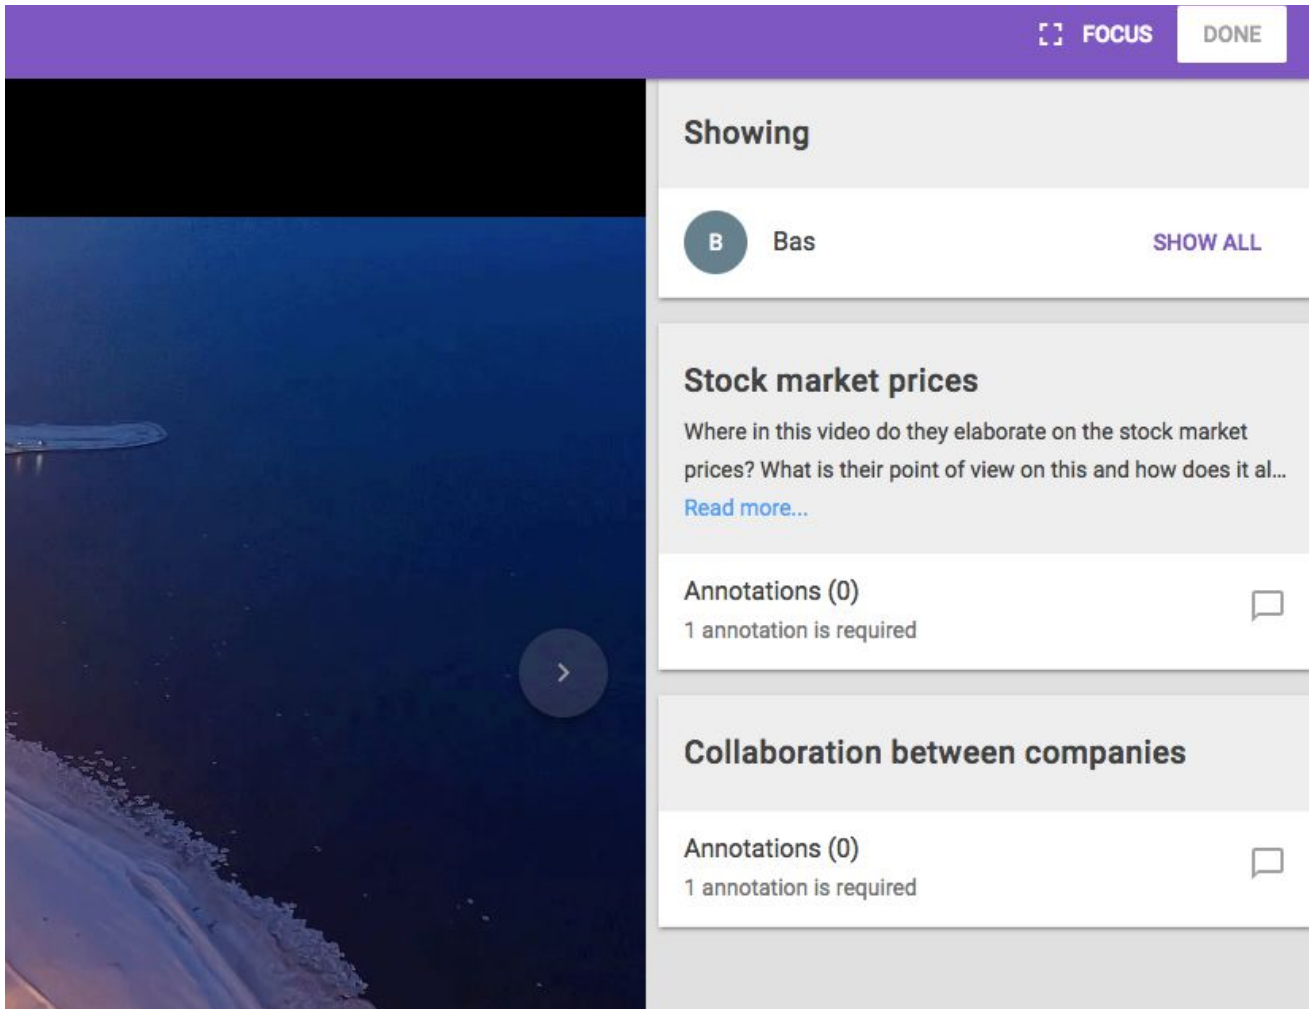 FOCUS DONE
Showing
B Bas SHOW ALL
Stock market prices
Where in this video do they elaborate on the stock market
prices? What is their point of view on this and how does it al...
Read more...
Annotations (0)
1 annotation is required
Collaboration between companies
Annotations (0)
1 annotation is required